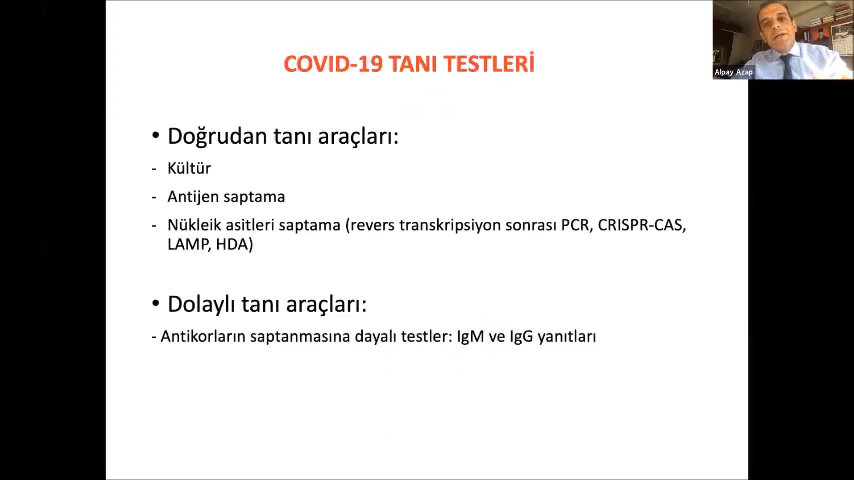 COVID-19 TANI TESTLERİ
Alpay Azap
• Doğrudan tanı araçları:
- Kültür
- Antijen saptama
- Nükleik asitleri saptama (revers transkripsiyon sonrası PCR, CRISPR-CAS,
LAMP, HDA)
• Dolaylı tanı araçları:
- Antikorların saptanmasına dayalı testler: IgM ve IgG yanıtları